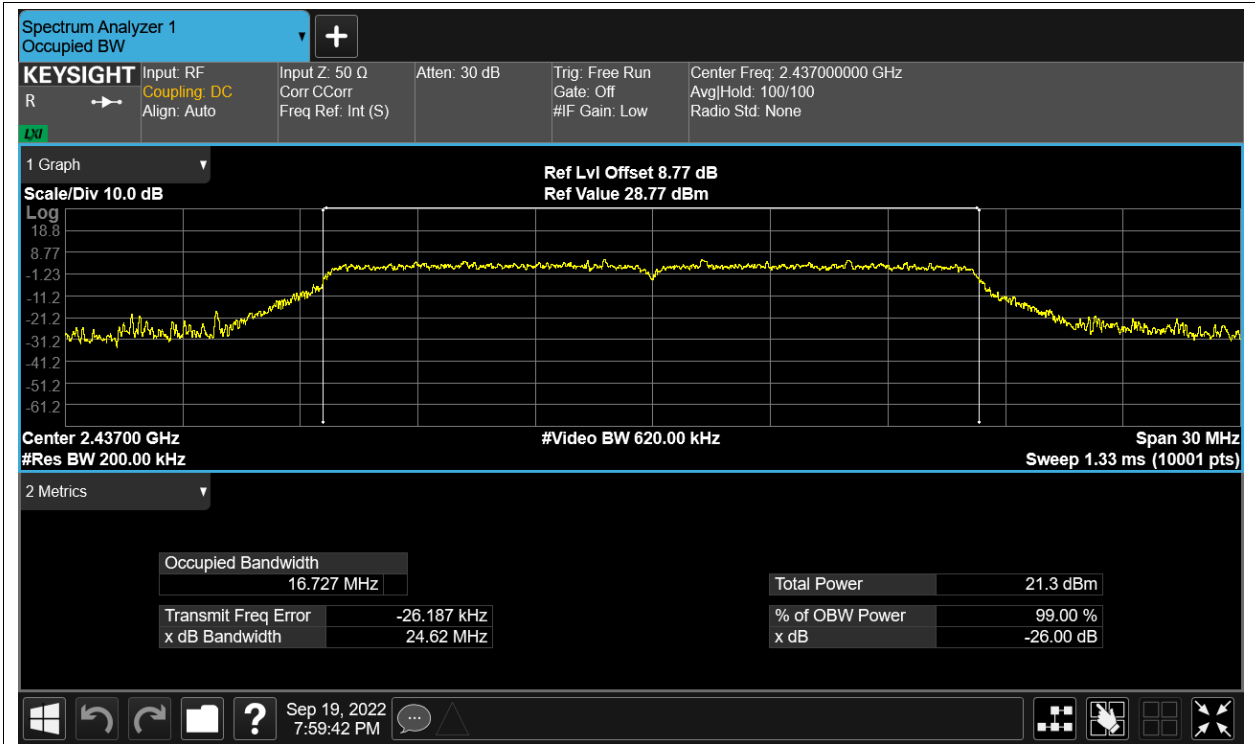 Spectrum Analyzer 1
Occupied BW
KEYSIGHT
R
LXI
Input: RF
Coupling: DC
Align: Auto
Input Z: 50 Ω
Corr CCorr
Freq Ref: Int (S)
Atten: 30 dB
Trig: Free Run
Gate: Off
#IF Gain: Low
Center Freq: 2.437000000 GHz
Avg|Hold: 100/100
Radio Std: None
1 Graph
Scale/Div 10.0 dB
Ref Lvl Offset 8.77 dB
Ref Value 28.77 dBm
Log
18.8
8.77
-1.23
-11.2
-21.2
-31.2
-41.2
-51.2
-61.2
Center 2.43700 GHz
#Video BW 620.00 kHz
Span 30 MHz
#Res BW 200.00 kHz
Sweep 1.33 ms (10001 pts)
2 Metrics
Occupied Bandwidth
16.727 MHz
Total Power 21.3 dBm
Transmit Freq Error -26.187 kHz
% of OBW Power 99.00 %
x dB Bandwidth 24.62 MHz
x dB -26.00 dB
?
Sep 19, 2022
7:59:42 PM